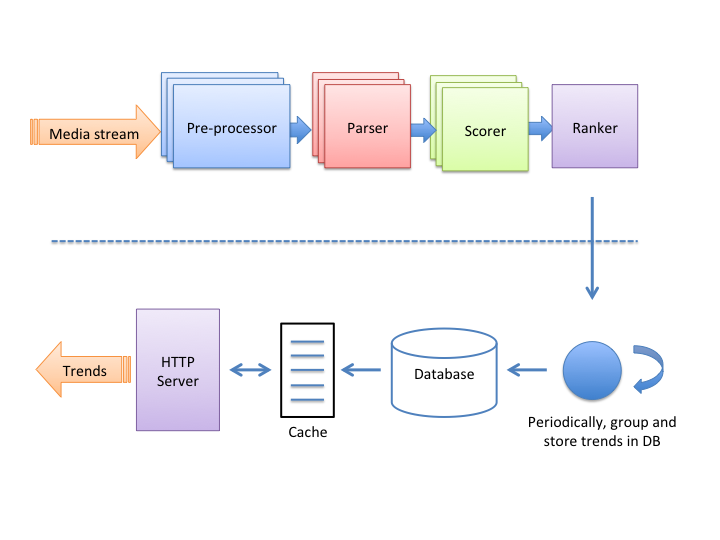 Media stream
Pre-processor
Parser
Scorer
Ranker
Trends
HTTP
Server
Cache
Database
Periodically, group and
store trends in DB